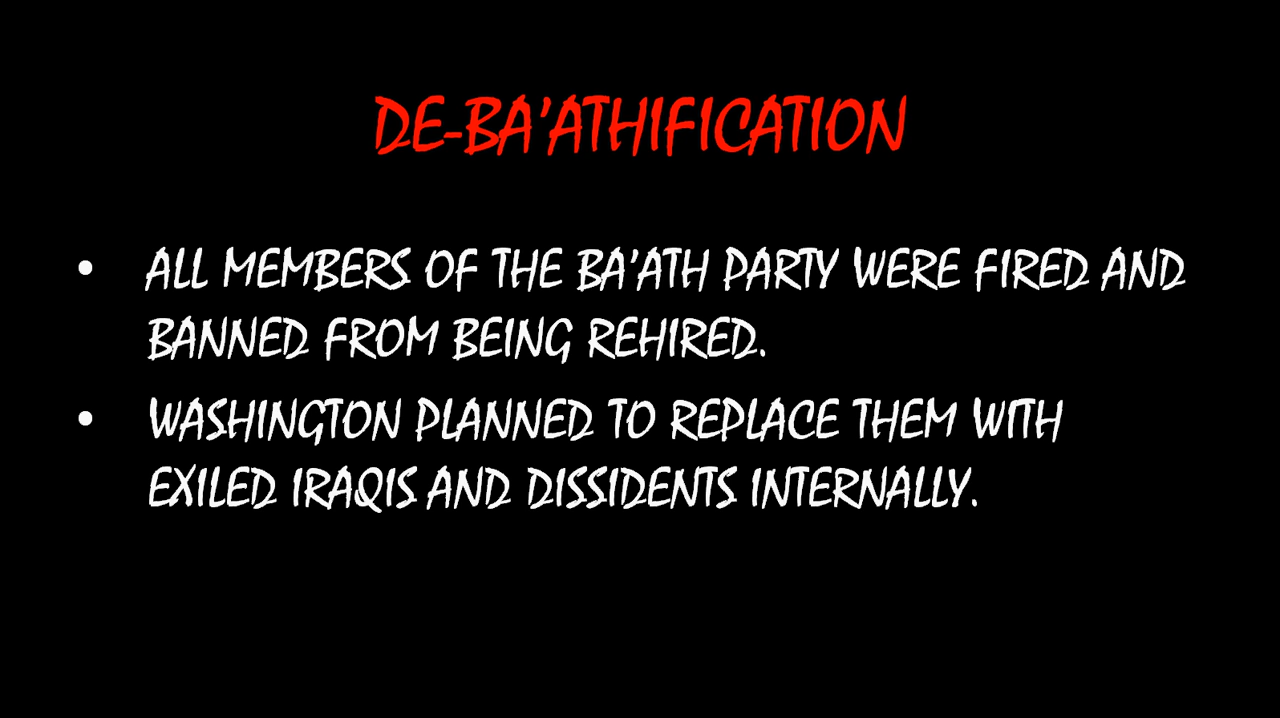 DE-BA'ATHIFICATION
• ALL MEMBERS OF THE BA'ATH PARTY WERE FIRED AND
BANNED FROM BEING REHIRED.
• WASHINGTON PLANNED TO REPLACE THEM WITH
EXILED IRAQIS AND DISSIDENTS INTERNALLY.